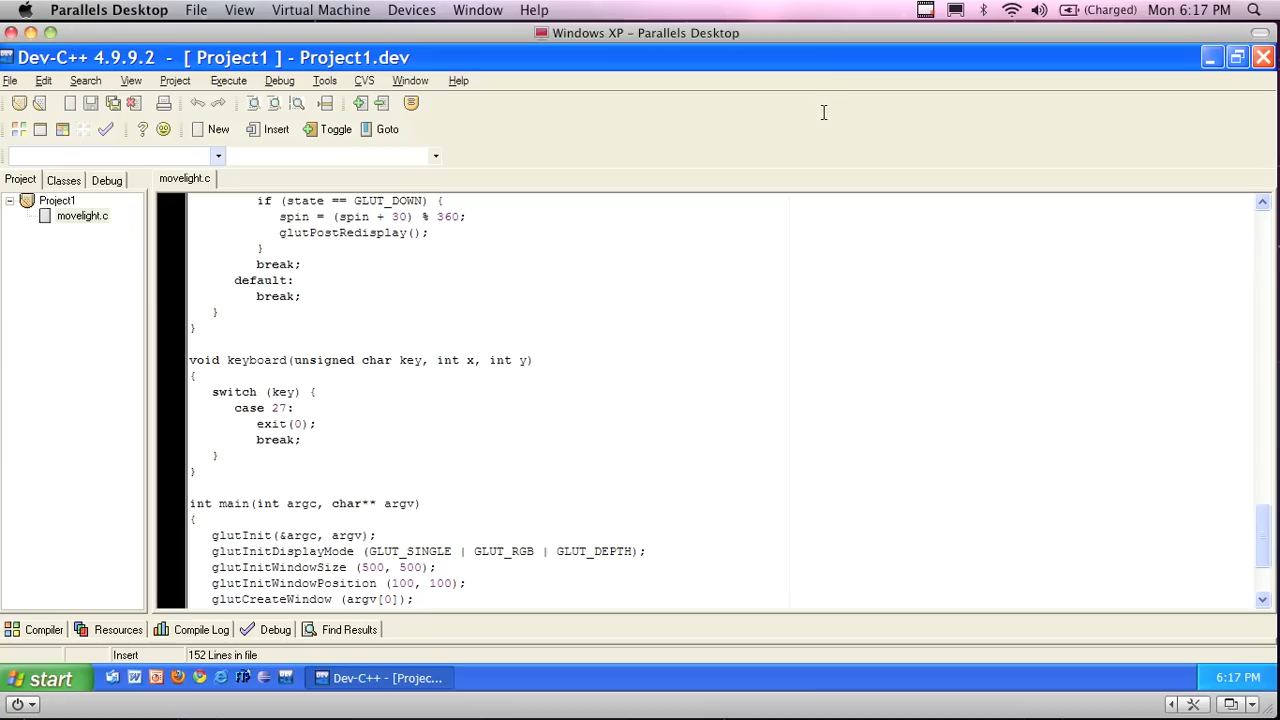 Parallels Desktop File View Virtual Machine Devices Window Help (Charged) Mon 6:17 PM
Windows XP - Parallels Desktop
Dev-C++ 4.9.9.2 - [ Project1 ] - Project1.dev
File Edit Search View Project Execute Debug Tools CVS Window Help
New Insert Toggle Goto
Project Classes Debug movelight.c
Project1
movelight.c
if (state == GLUT_DOWN) {
spin = (spin + 30) % 360;
glutPostRedisplay();
}
break;
default:
break;
}
}
void keyboard(unsigned char key, int x, int y)
{
switch (key) {
case 27:
exit(0);
break;
}
}
int main(int argc, char** argv)
{
glutInit(&argc, argv);
glutInitDisplayMode (GLUT_SINGLE | GLUT_RGB | GLUT_DEPTH);
glutInitWindowSize (500, 500);
glutInitWindowPosition (100, 100);
glutCreateWindow (argv[0]);
Compiler Resources Compile Log Debug Find Results
Insert 152 Lines in file
start Dev-C++ - [Projec... 6:17 PM